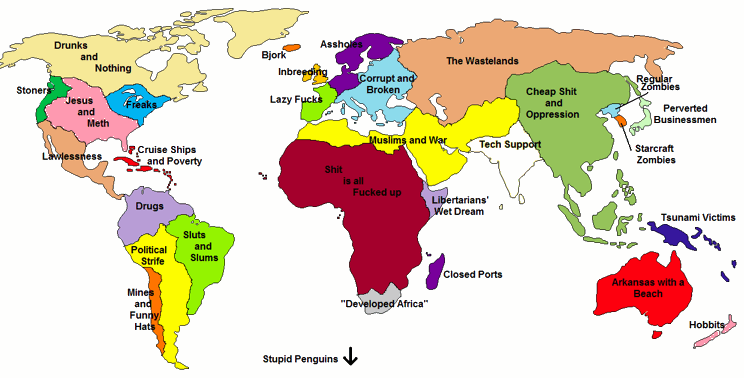 Drunks
and
Nothing
Stoners
Jesus
and
Meth
Freaks
Lawlessness
Cruise Ships
and Poverty
Drugs
Sluts
and
Slums
Political
Strife
Mines
and
Funny
Hats
Bjork
Assholes
Inbreeding
Corrupt and
Broken
Lazy Fucks
The Wastelands
Muslims and War
Shit
is all
Fucked up
Libertarians'
Wet Dream
Closed Ports
"Developed Africa"
Tech Support
Cheap Shit
and
Oppression
Regular
Zombies
Perverted
Businessmen
Starcraft
Zombies
Tsunami Victims
Arkansas with a
Beach
Hobbits
Stupid Penguins